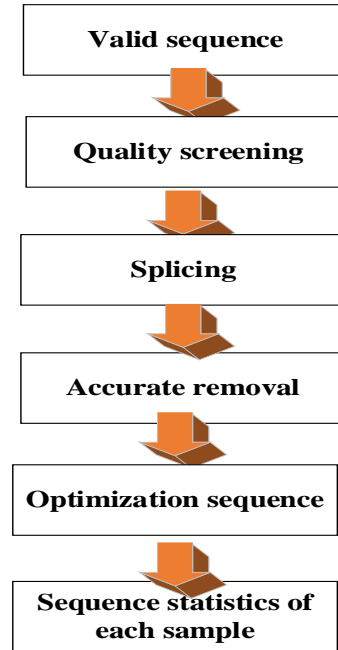 Valid sequence
Quality screening
Splicing
Accurate removal
Optimization sequence
Sequence statistics of
each sample